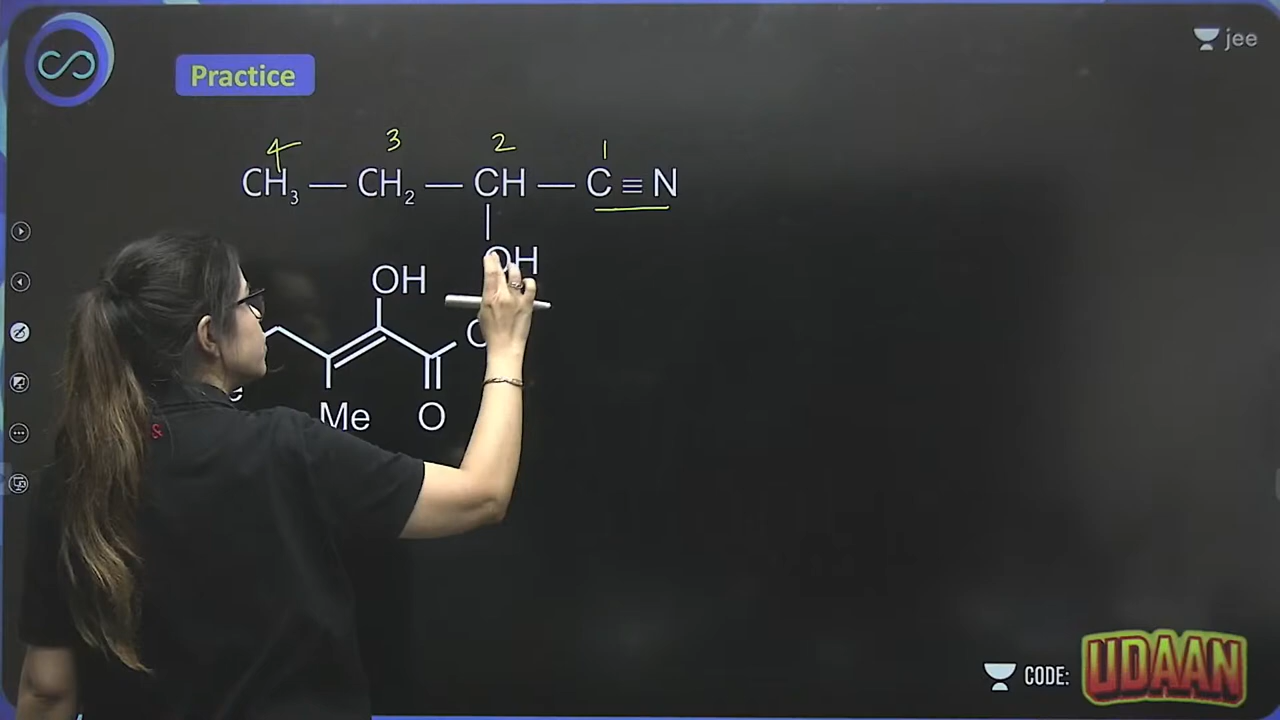 jee
Practice
4 3 2 1
CH₃ — CH₂ — CH — C ≡ N
OH
OH
Me O
CODE: UDAAN